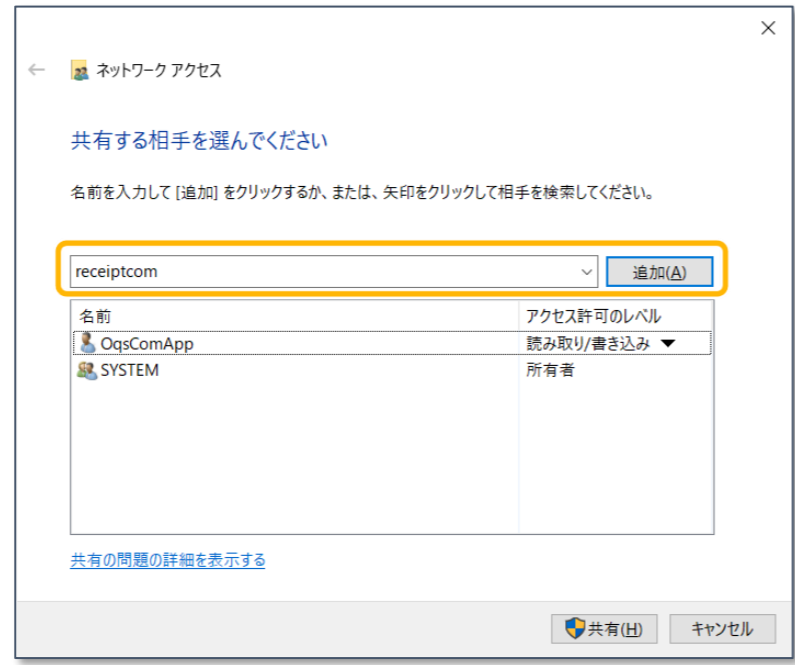 ネットワーク アクセス
共有する相手を選んでください
名前を入力して [追加] をクリックするか、または、矢印をクリックして相手を検索してください。
receiptcom
追加(A)
名前 アクセス許可のレベル
OqsComApp 読み取り/書き込み ▼
SYSTEM 所有者
共有の問題の詳細を表示する
共有(H) キャンセル